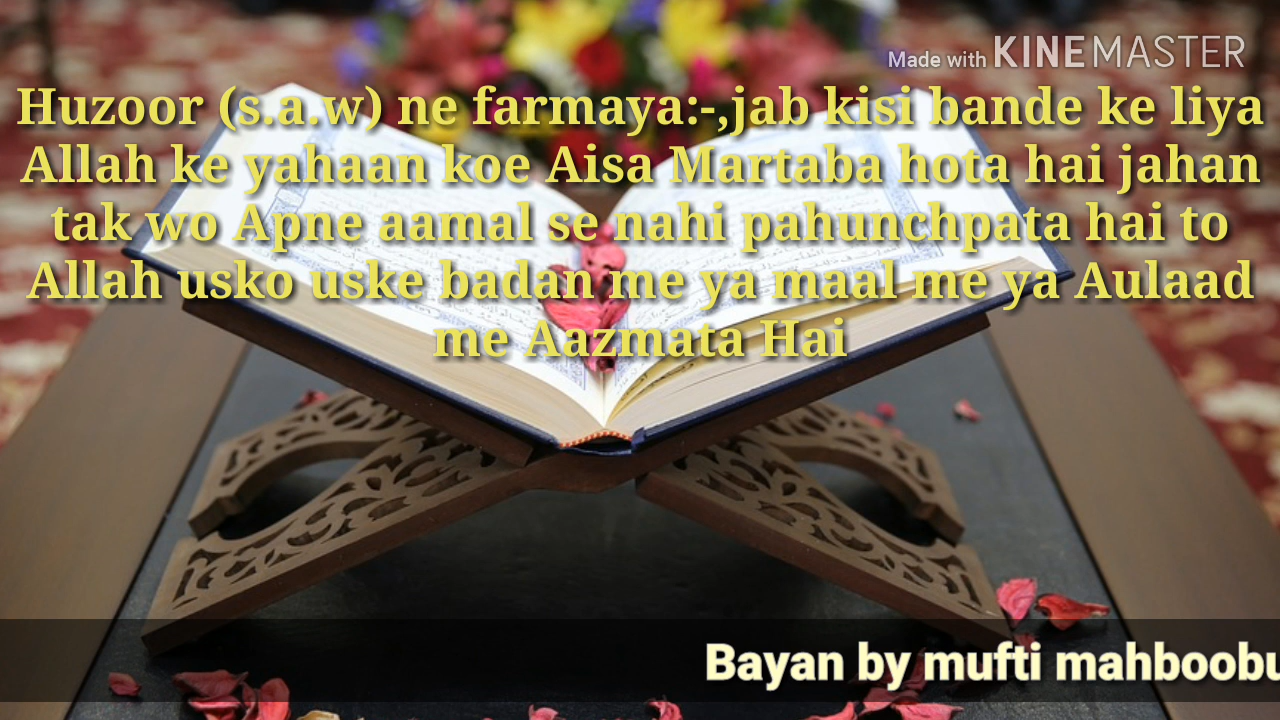 Made with KINEMASTER
Huzoor (s.a.w) ne farmaya:-,jab kisi bande ke liya
Allah ke yahaan koe Aisa Martaba hota hai jahan
tak wo Apne aamal se nahi pahunchpata hai to
Allah usko uske badan me ya maal me ya Aulaad
me Aazmata Hai
Bayan by mufti mahboobu